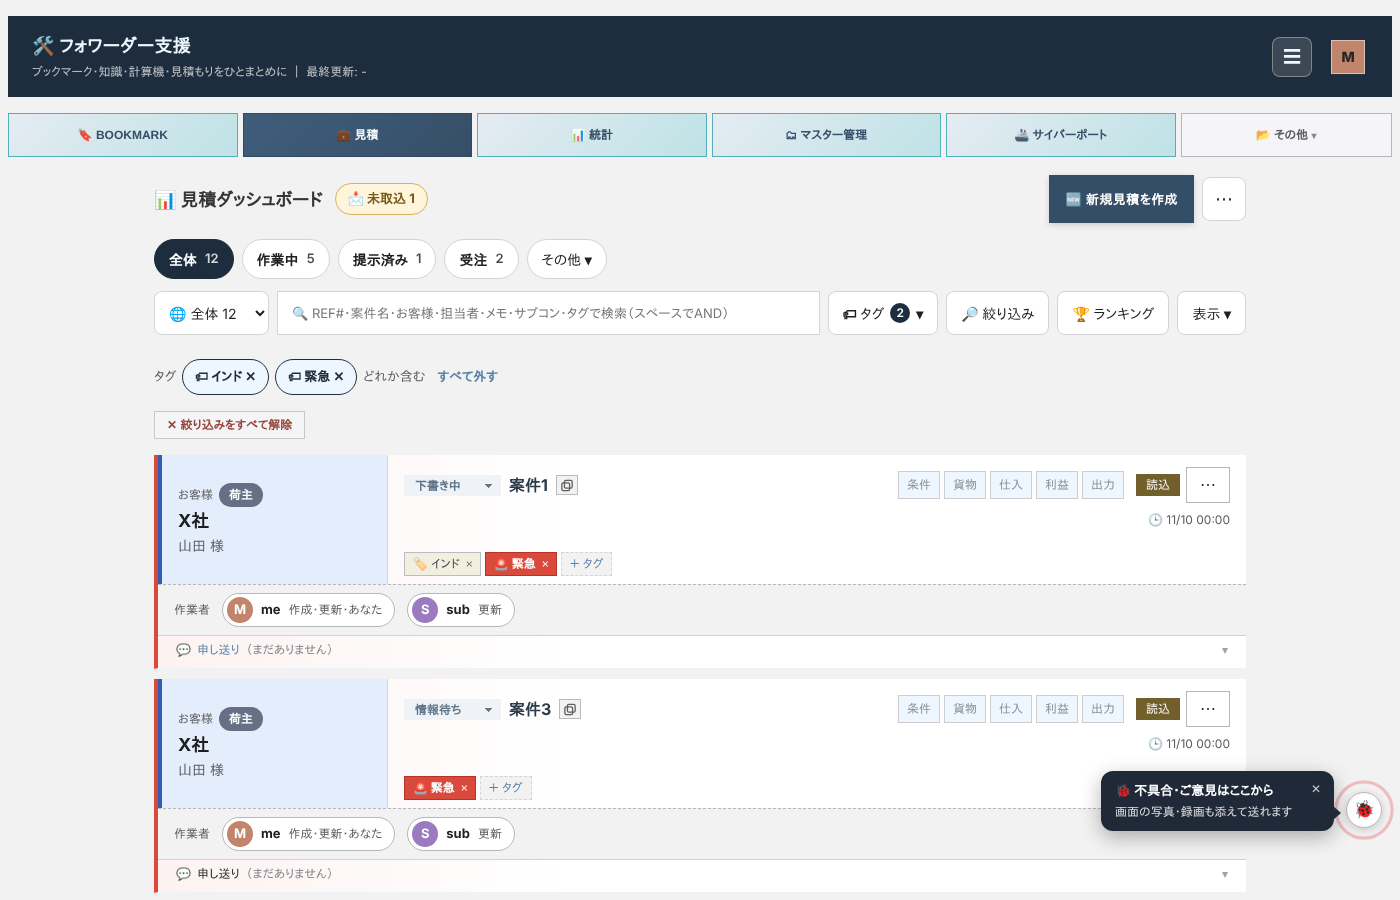 🛠️ フォワーダー支援
ブックマーク・知識・計算機・見積もりをひとまとめに ｜ 最終更新: -
☰
M
🔖 BOOKMARK
💼 見積
📊 統計
🗂 マスター管理
🚢 サイバーポート
📂 その他 ▾
📊 見積ダッシュボード
📩 未取込 1
🆕 新規見積を作成
⋯
全体 12
作業中 5
提示済み 1
受注 2
その他 ▾
🌐 全体 12
🔍 REF#・案件名・お客様・担当者・メモ・サブコン・タグで検索（スペースでAND）
🏷 タグ 2 ▾
🔎 絞り込み
🏆 ランキング
表示 ▾
タグ 🏷 インド ✕ 🏷 緊急 ✕ どれか含む すべて外す
✕ 絞り込みをすべて解除
お客様 荷主
X社
山田 様
下書き中 案件1
条件 貨物 仕入 利益 出力 読込 ⋯
🕒 11/10 00:00
🏷️ インド × 🚨 緊急 × ＋ タグ
作業者 M me 作成・更新・あなた S sub 更新
💬 申し送り（まだありません） ▾
お客様 荷主
X社
山田 様
情報待ち 案件3
条件 貨物 仕入 利益 出力 読込 ⋯
🕒 11/10 00:00
🚨 緊急 × ＋ タグ
作業者 M me 作成・更新・あなた S sub 更新
💬 申し送り（まだありません） ▾
🐞 不具合・ご意見はここから ×
画面の写真・録画も添えて送れます
🐞